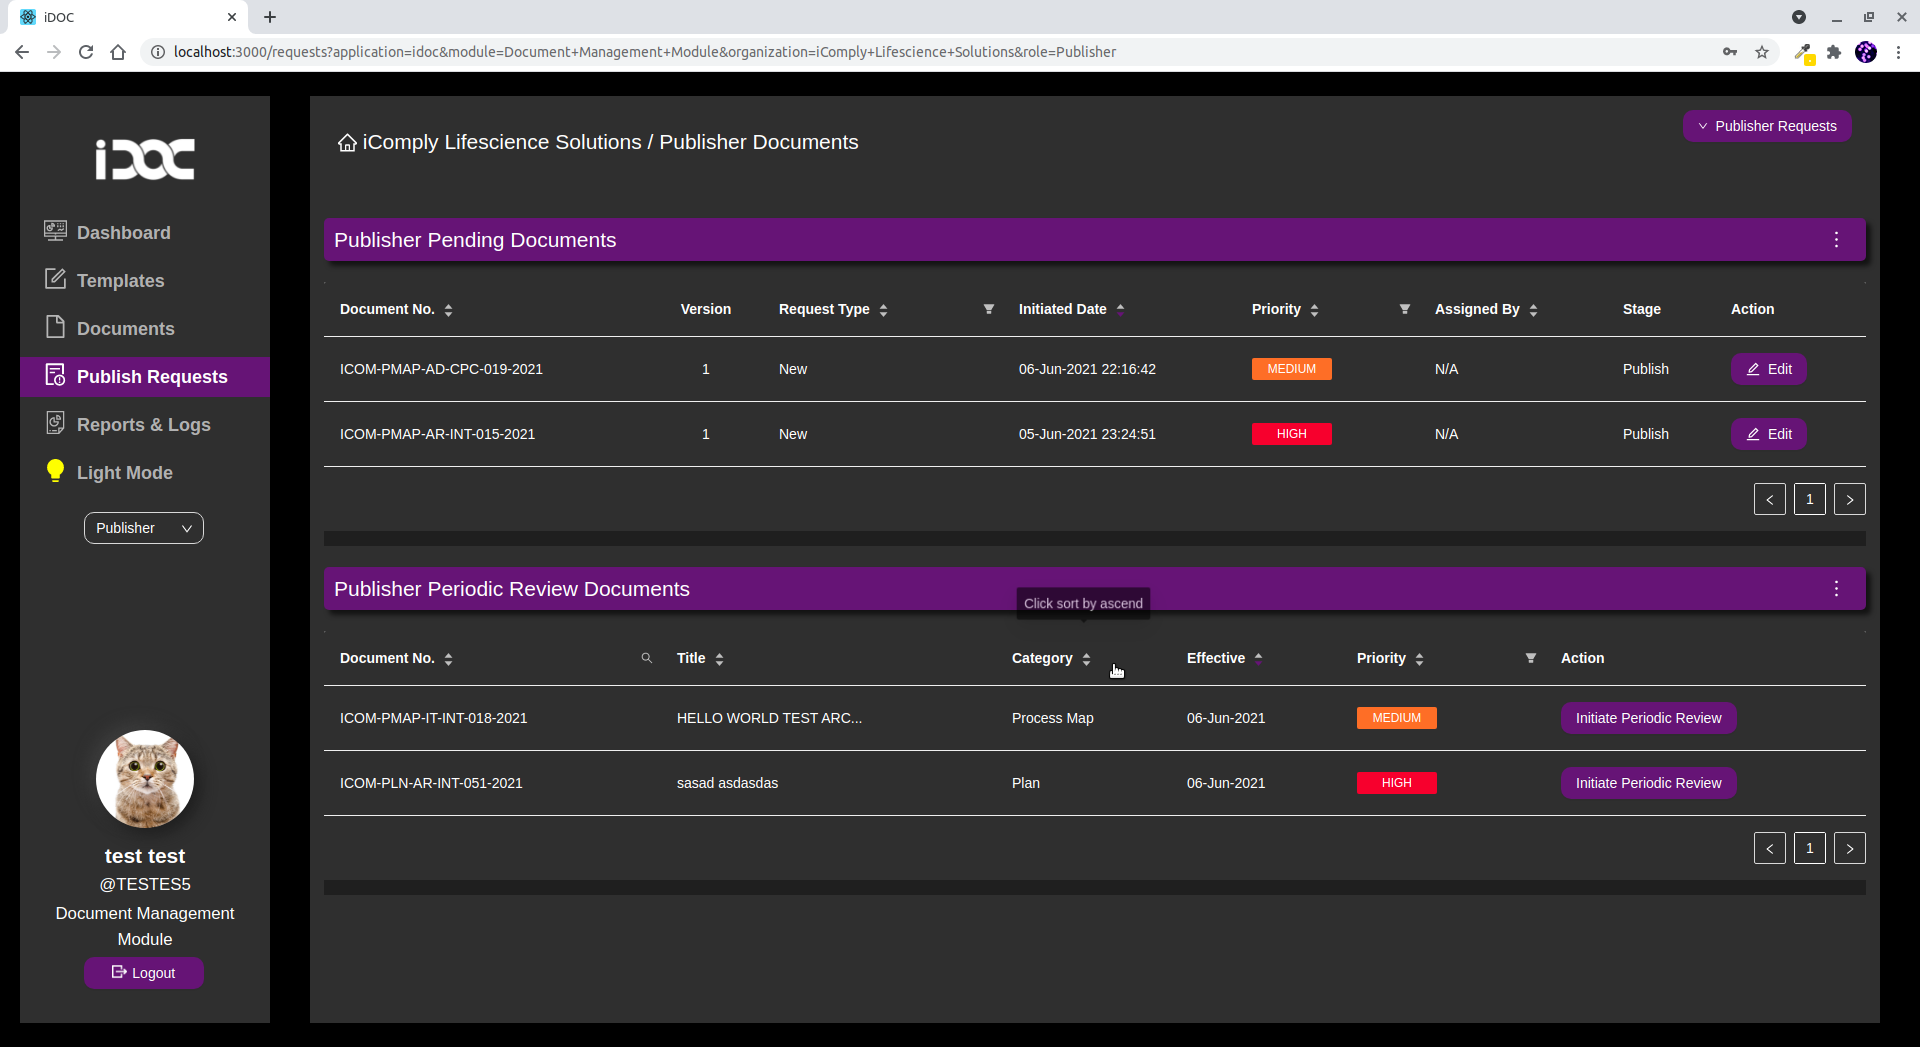 iDOC
localhost:3000/requests?application=idoc&module=Document+Management+Module&organization=iComply+Lifescience+Solutions&role=Publisher
iDOC
Dashboard
Templates
Documents
Publish Requests
Reports & Logs
Light Mode
Publisher
test test
@TESTES5
Document Management
Module
Logout
iComply Lifescience Solutions / Publisher Documents
Publisher Requests
Publisher Pending Documents
Document No. Version Request Type Initiated Date Priority Assigned By Stage Action
ICOM-PMAP-AD-CPC-019-2021 1 New 06-Jun-2021 22:16:42 MEDIUM N/A Publish Edit
ICOM-PMAP-AR-INT-015-2021 1 New 05-Jun-2021 23:24:51 HIGH N/A Publish Edit
< 1 >
Publisher Periodic Review Documents
Click sort by ascend
Document No. Title Category Effective Priority Action
ICOM-PMAP-IT-INT-018-2021 HELLO WORLD TEST ARC... Process Map 06-Jun-2021 MEDIUM Initiate Periodic Review
ICOM-PLN-AR-INT-051-2021 sasad asdasdas Plan 06-Jun-2021 HIGH Initiate Periodic Review
< 1 >